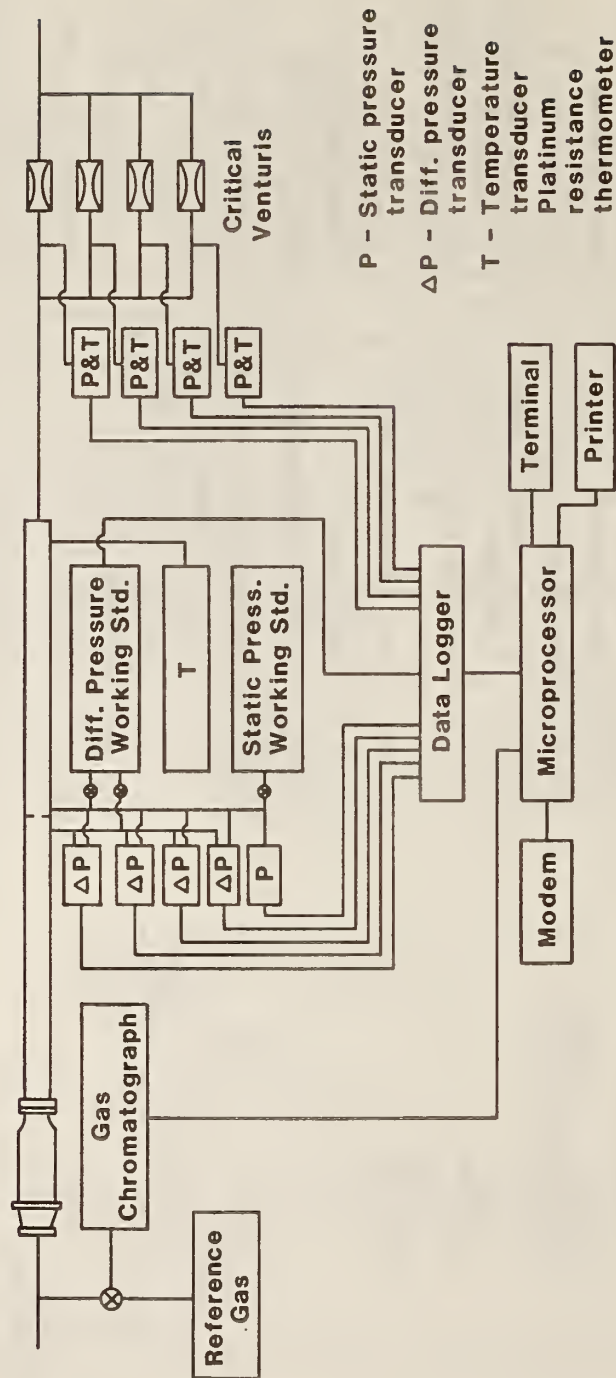 Critical
Venturis
P&T
P&T
P&T
P&T
P – Static pressure
transducer
ΔP – Diff. pressure
transducer
T – Temperature
transducer
Platinum
resistance
thermometer
Diff. Pressure
Working Std.
T
Static Press.
Working Std.
ΔP
ΔP
ΔP
ΔP
P
Gas
Chromatograph
Reference
Gas
Data Logger
Microprocessor
Modem
Terminal
Printer